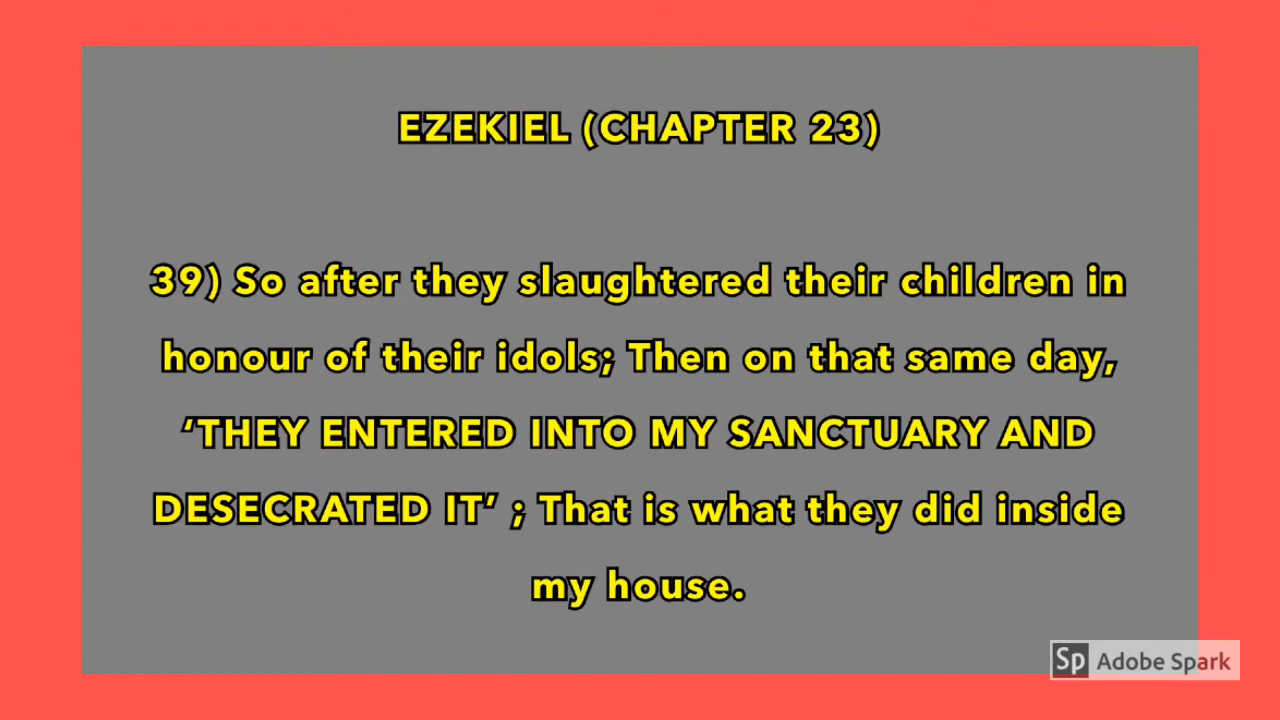 EZEKIEL (CHAPTER 23)
39) So after they slaughtered their children in
honour of their idols; Then on that same day,
‘THEY ENTERED INTO MY SANCTUARY AND
DESECRATED IT’ ; That is what they did inside
my house.
Sp Adobe Spark